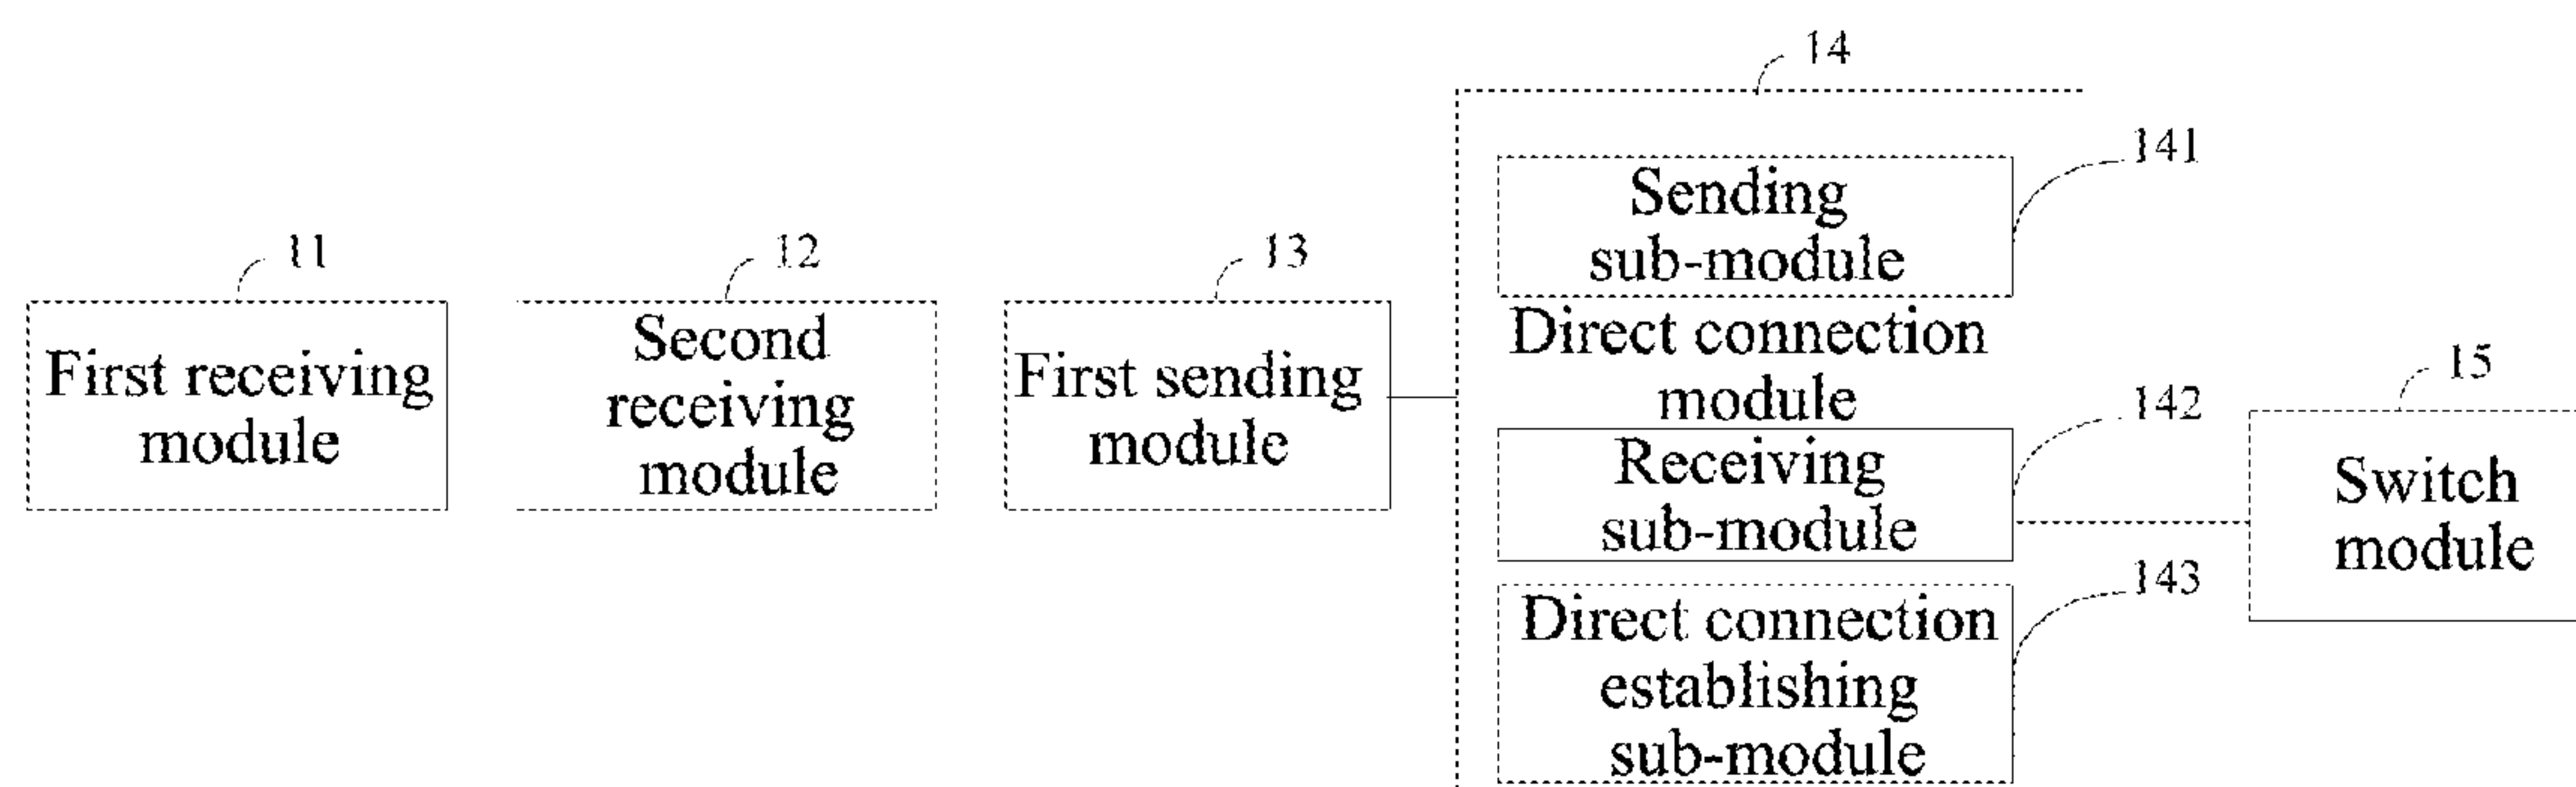 11
First receiving
module
12
Second
receiving
module
13
First sending
module
14
141
Sending
sub-module
Direct connection
module
142
Receiving
sub-module
143
Direct connection
establishing
sub-module
15
Switch
module